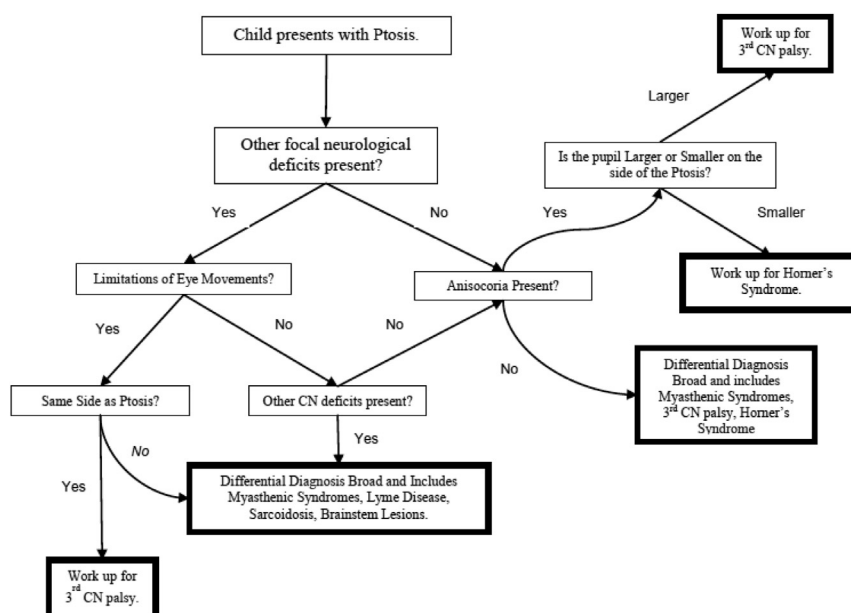 Child presents with Ptosis.
Work up for
3rd CN palsy.
Larger
Other focal neurological
deficits present?
Is the pupil Larger or Smaller on the
side of the Ptosis?
Yes
No
Yes
Smaller
Limitations of Eye Movements?
Anisocoria Present?
Work up for Horner's
Syndrome.
Yes
No
No
No
Differential Diagnosis
Broad and includes
Myasthenic Syndromes,
3rd CN palsy, Horner's
Syndrome
Same Side as Ptosis?
Other CN deficits present?
No
Yes
Yes
Differential Diagnosis Broad and Includes
Myasthenic Syndromes, Lyme Disease,
Sarcoidosis, Brainstem Lesions.
Work up for
3rd CN palsy.